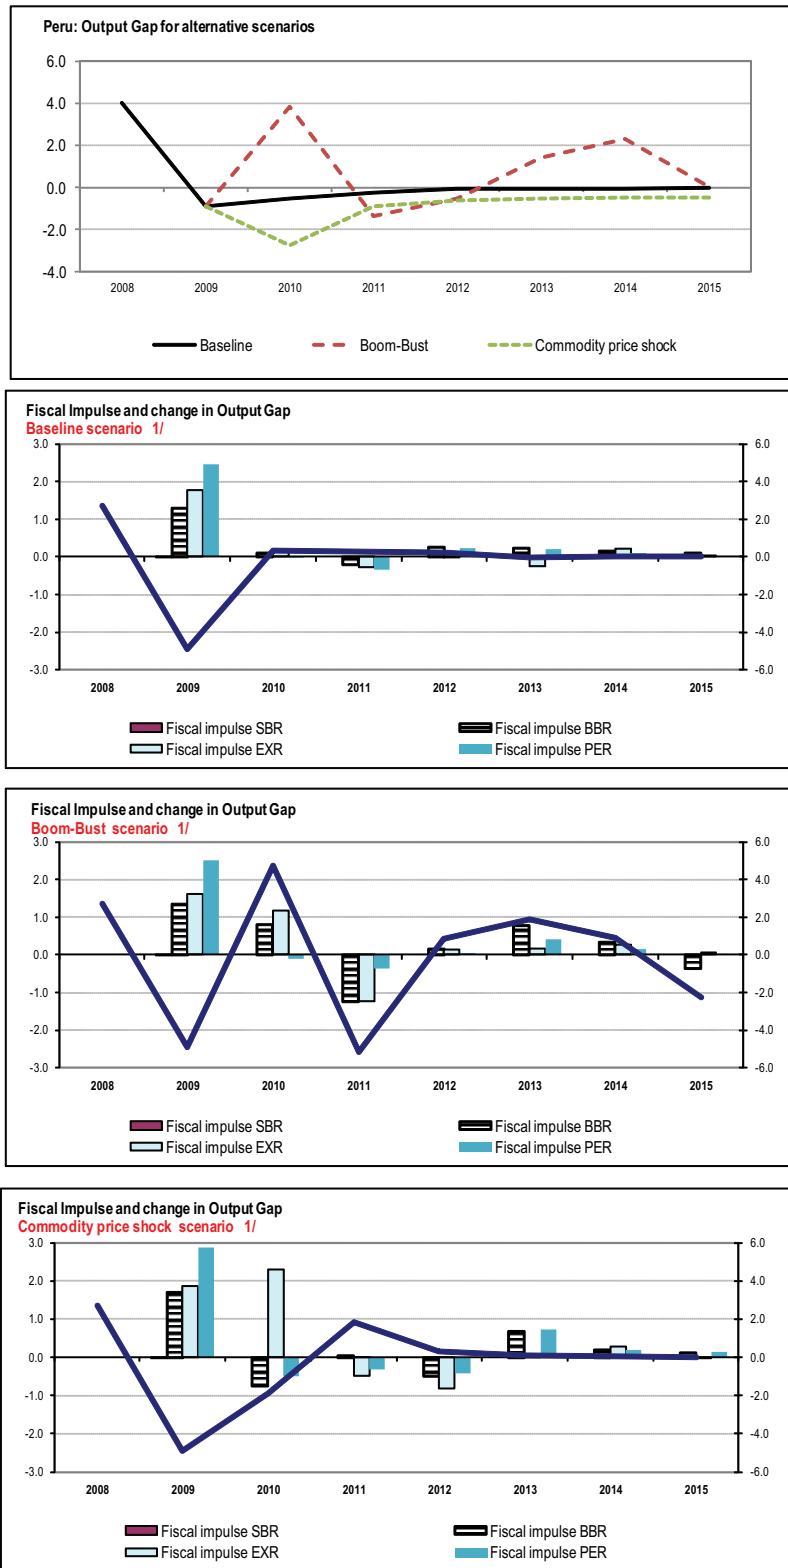 Peru: Output Gap for alternative scenarios
6.0
4.0
2.0
0.0
-2.0
-4.0
2008 2009 2010 2011 2012 2013 2014 2015
Baseline Boom-Bust Commodity price shock
Fiscal Impulse and change in Output Gap
Baseline scenario 1/
3.0 6.0
2.0 4.0
1.0 2.0
0.0 0.0
-1.0 -2.0
-2.0 -4.0
-3.0 -6.0
2008 2009 2010 2011 2012 2013 2014 2015
Fiscal impulse SBR Fiscal impulse BBR
Fiscal impulse EXR Fiscal impulse PER
Fiscal Impulse and change in Output Gap
Boom-Bust scenario 1/
3.0 6.0
2.0 4.0
1.0 2.0
0.0 0.0
-1.0 -2.0
-2.0 -4.0
-3.0 -6.0
2008 2009 2010 2011 2012 2013 2014 2015
Fiscal impulse SBR Fiscal impulse BBR
Fiscal impulse EXR Fiscal impulse PER
Fiscal Impulse and change in Output Gap
Commodity price shock scenario 1/
3.0 6.0
2.0 4.0
1.0 2.0
0.0 0.0
-1.0 -2.0
-2.0 -4.0
-3.0 -6.0
2008 2009 2010 2011 2012 2013 2014 2015
Fiscal impulse SBR Fiscal impulse BBR
Fiscal impulse EXR Fiscal impulse PER